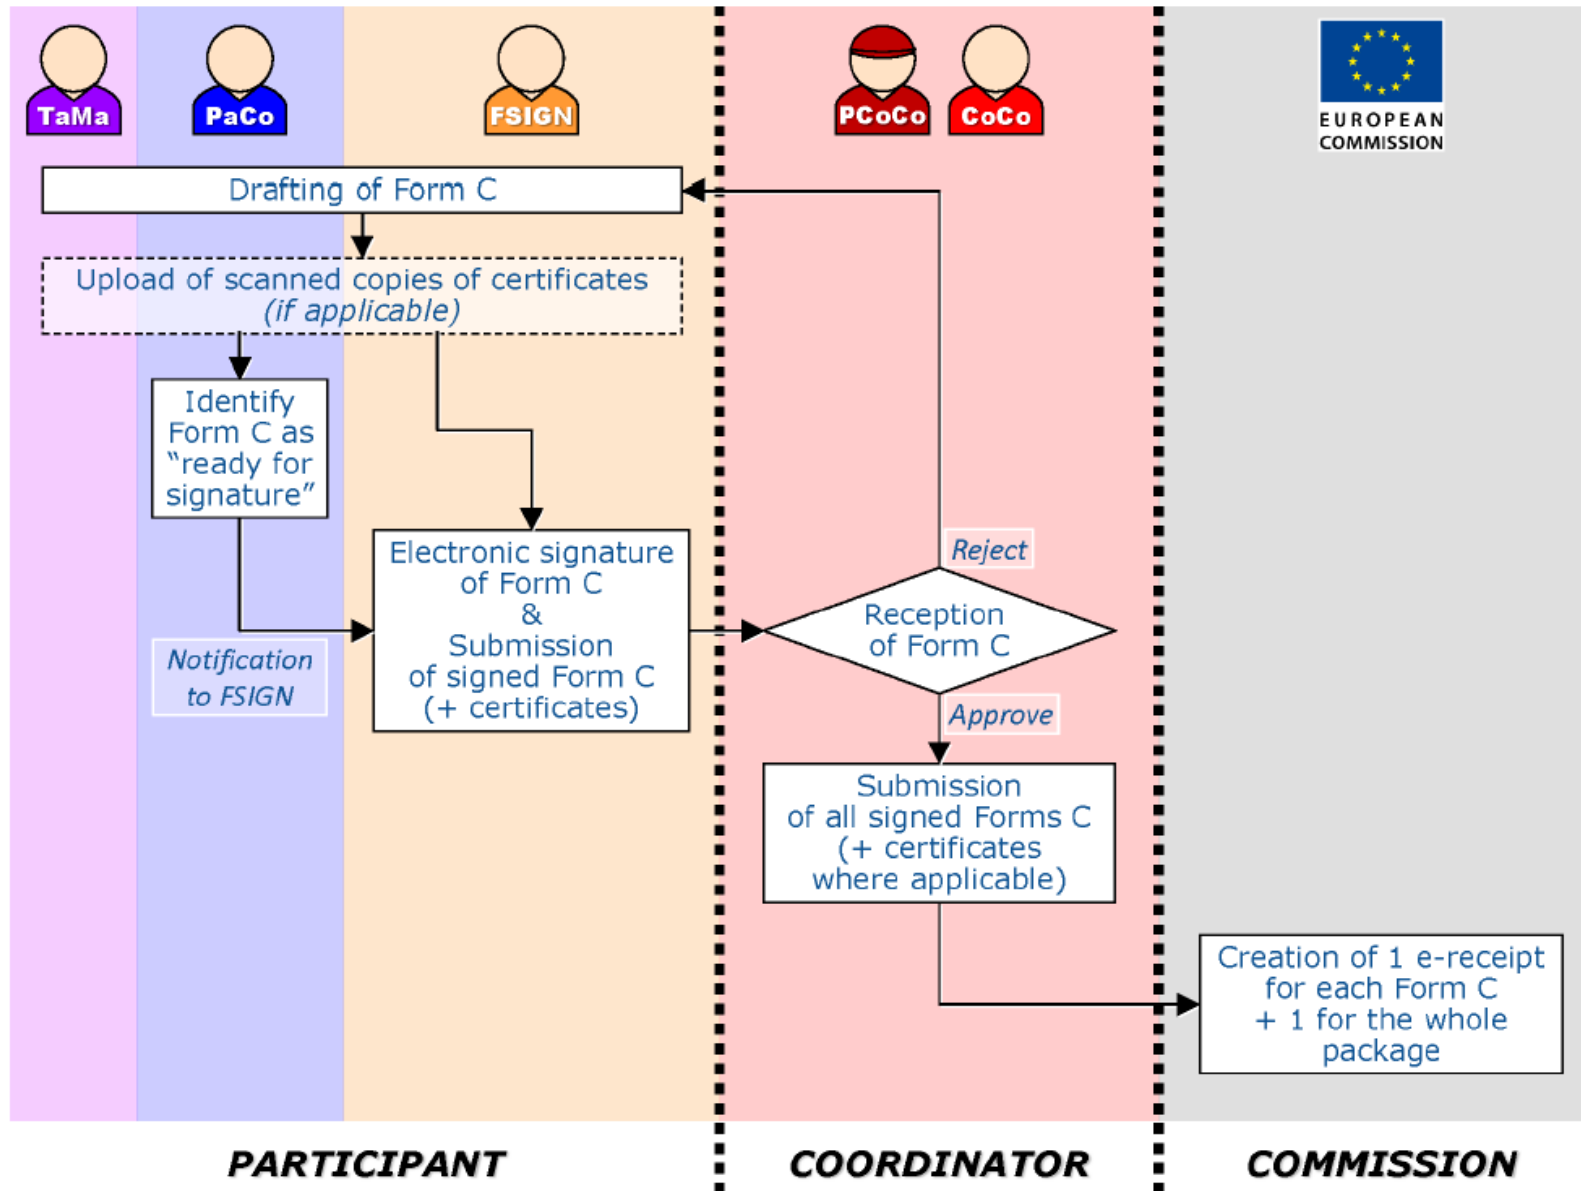 TaMa
PaCo
FSIGN
PCoCo
CoCo
EUROPEAN
COMMISSION
Drafting of Form C
Upload of scanned copies of certificates
(if applicable)
Identify
Form C as
“ready for
signature”
Notification
to FSIGN
Electronic signature
of Form C
&
Submission
of signed Form C
(+ certificates)
Reject
Reception
of Form C
Approve
Submission
of all signed Forms C
(+ certificates
where applicable)
Creation of 1 e-receipt
for each Form C
+ 1 for the whole
package
PARTICIPANT
COORDINATOR
COMMISSION